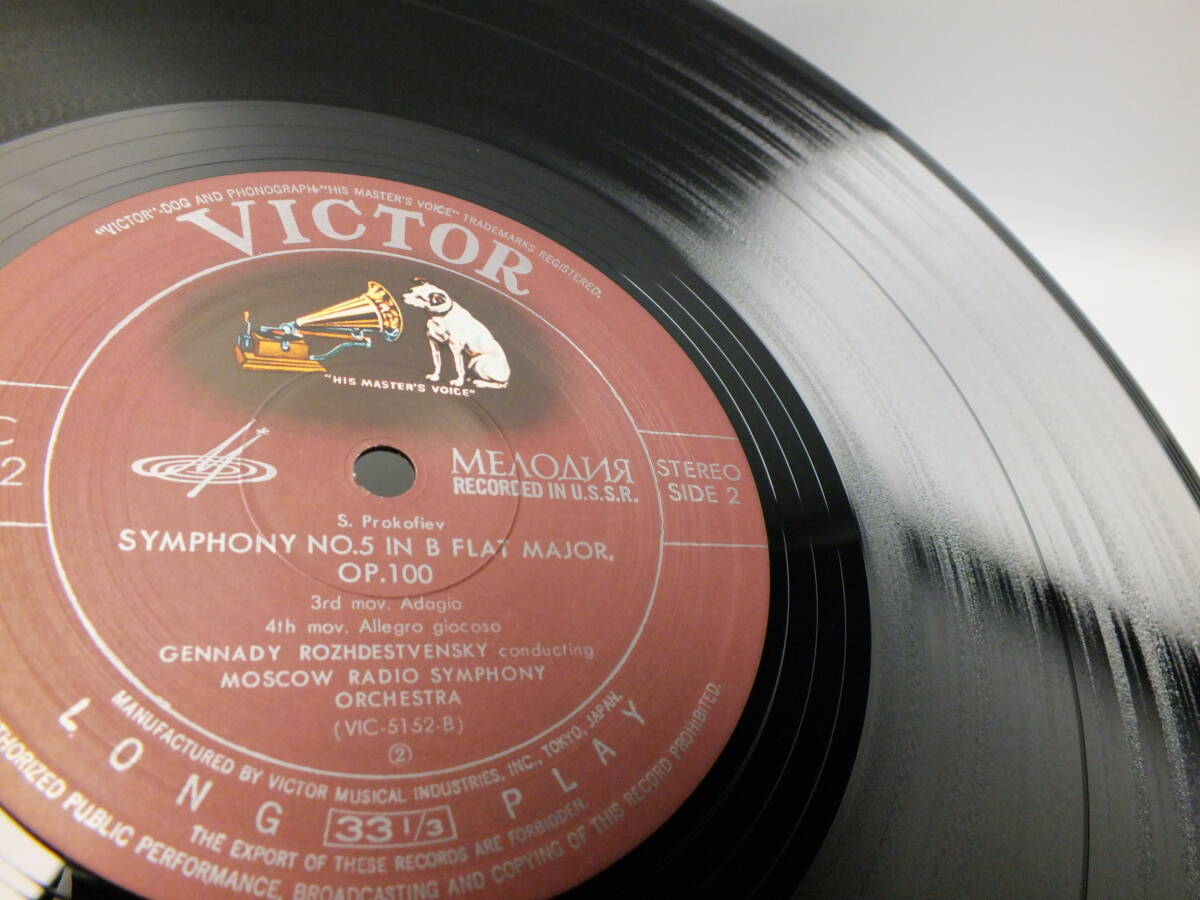 "VICTOR"-DOG AND PHONOGRAPH-"HIS MASTER'S VOICE" TRADEMARKS REGISTERED.
VICTOR
"HIS MASTER'S VOICE"
C
2
МЕЛОДИЯ
RECORDED IN U.S.S.R.
STEREO
SIDE 2
S. Prokofiev
SYMPHONY NO.5 IN B FLAT MAJOR,
OP.100
3rd mov. Adagio
4th mov. Allegro giocoso
GENNADY ROZHDESTVENSKY conducting
MOSCOW RADIO SYMPHONY
ORCHESTRA
(VIC-5152-B)
②
MANUFACTURED BY VICTOR MUSICAL INDUSTRIES, INC., TOKYO, JAPAN.
LONG PLAY
33 1/3
THE EXPORT OF THESE RECORDS ARE FORBIDDEN.
PUBLIC PERFORMANCE, BROADCASTING AND COPYING OF THIS RECORD PROHIBITED.